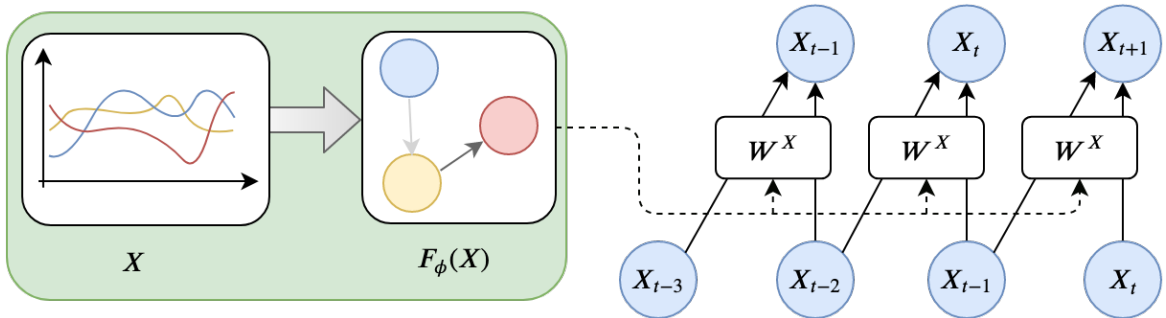 X
F_ϕ(X)
X_{t−1} X_t X_{t+1}
W^X W^X W^X
X_{t−3} X_{t−2} X_{t−1} X_t